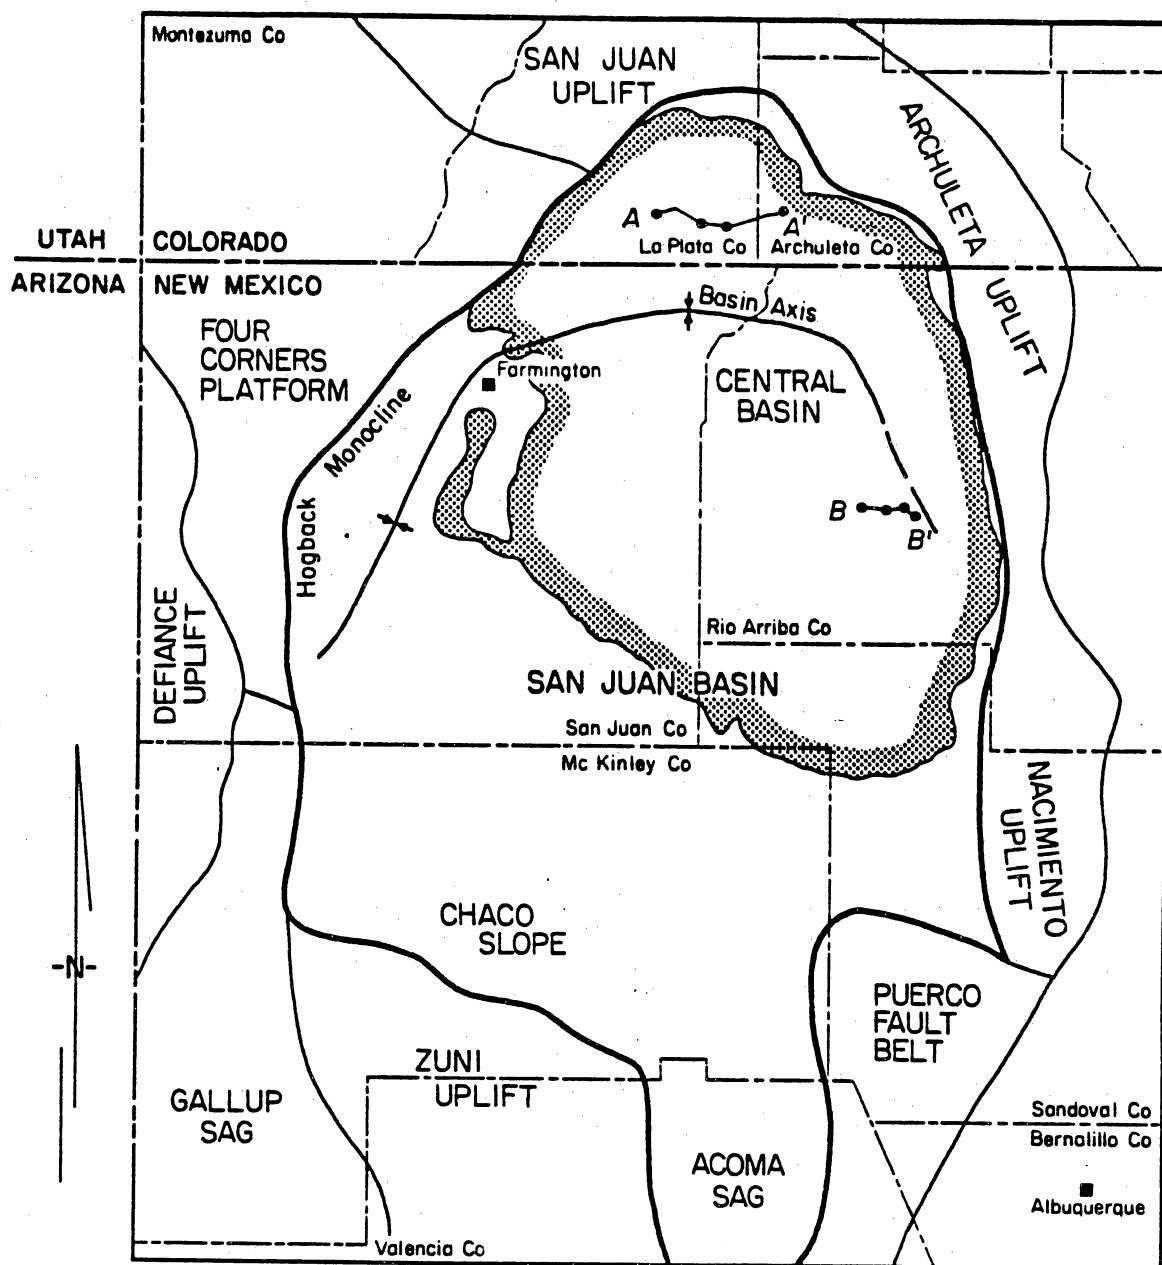 Montezuma Co
SAN JUAN
UPLIFT
ARCHULETA UPLIFT
A
A'
UTAH
COLORADO
La Plata Co
Archuleta Co
ARIZONA
NEW MEXICO
Basin Axis
FOUR
CORNERS
PLATFORM
Farmington
CENTRAL
BASIN
Hogback Monocline
B
B'
DEFIANCE
UPLIFT
Rio Arriba Co
SAN JUAN BASIN
San Juan Co
Mc Kinley Co
NACIMIENTO
UPLIFT
CHACO
SLOPE
-N-
PUERCO
FAULT
BELT
ZUNI
UPLIFT
GALLUP
SAG
Sandoval Co
Bernalillo Co
ACOMA
SAG
Albuquerque
Valencia Co